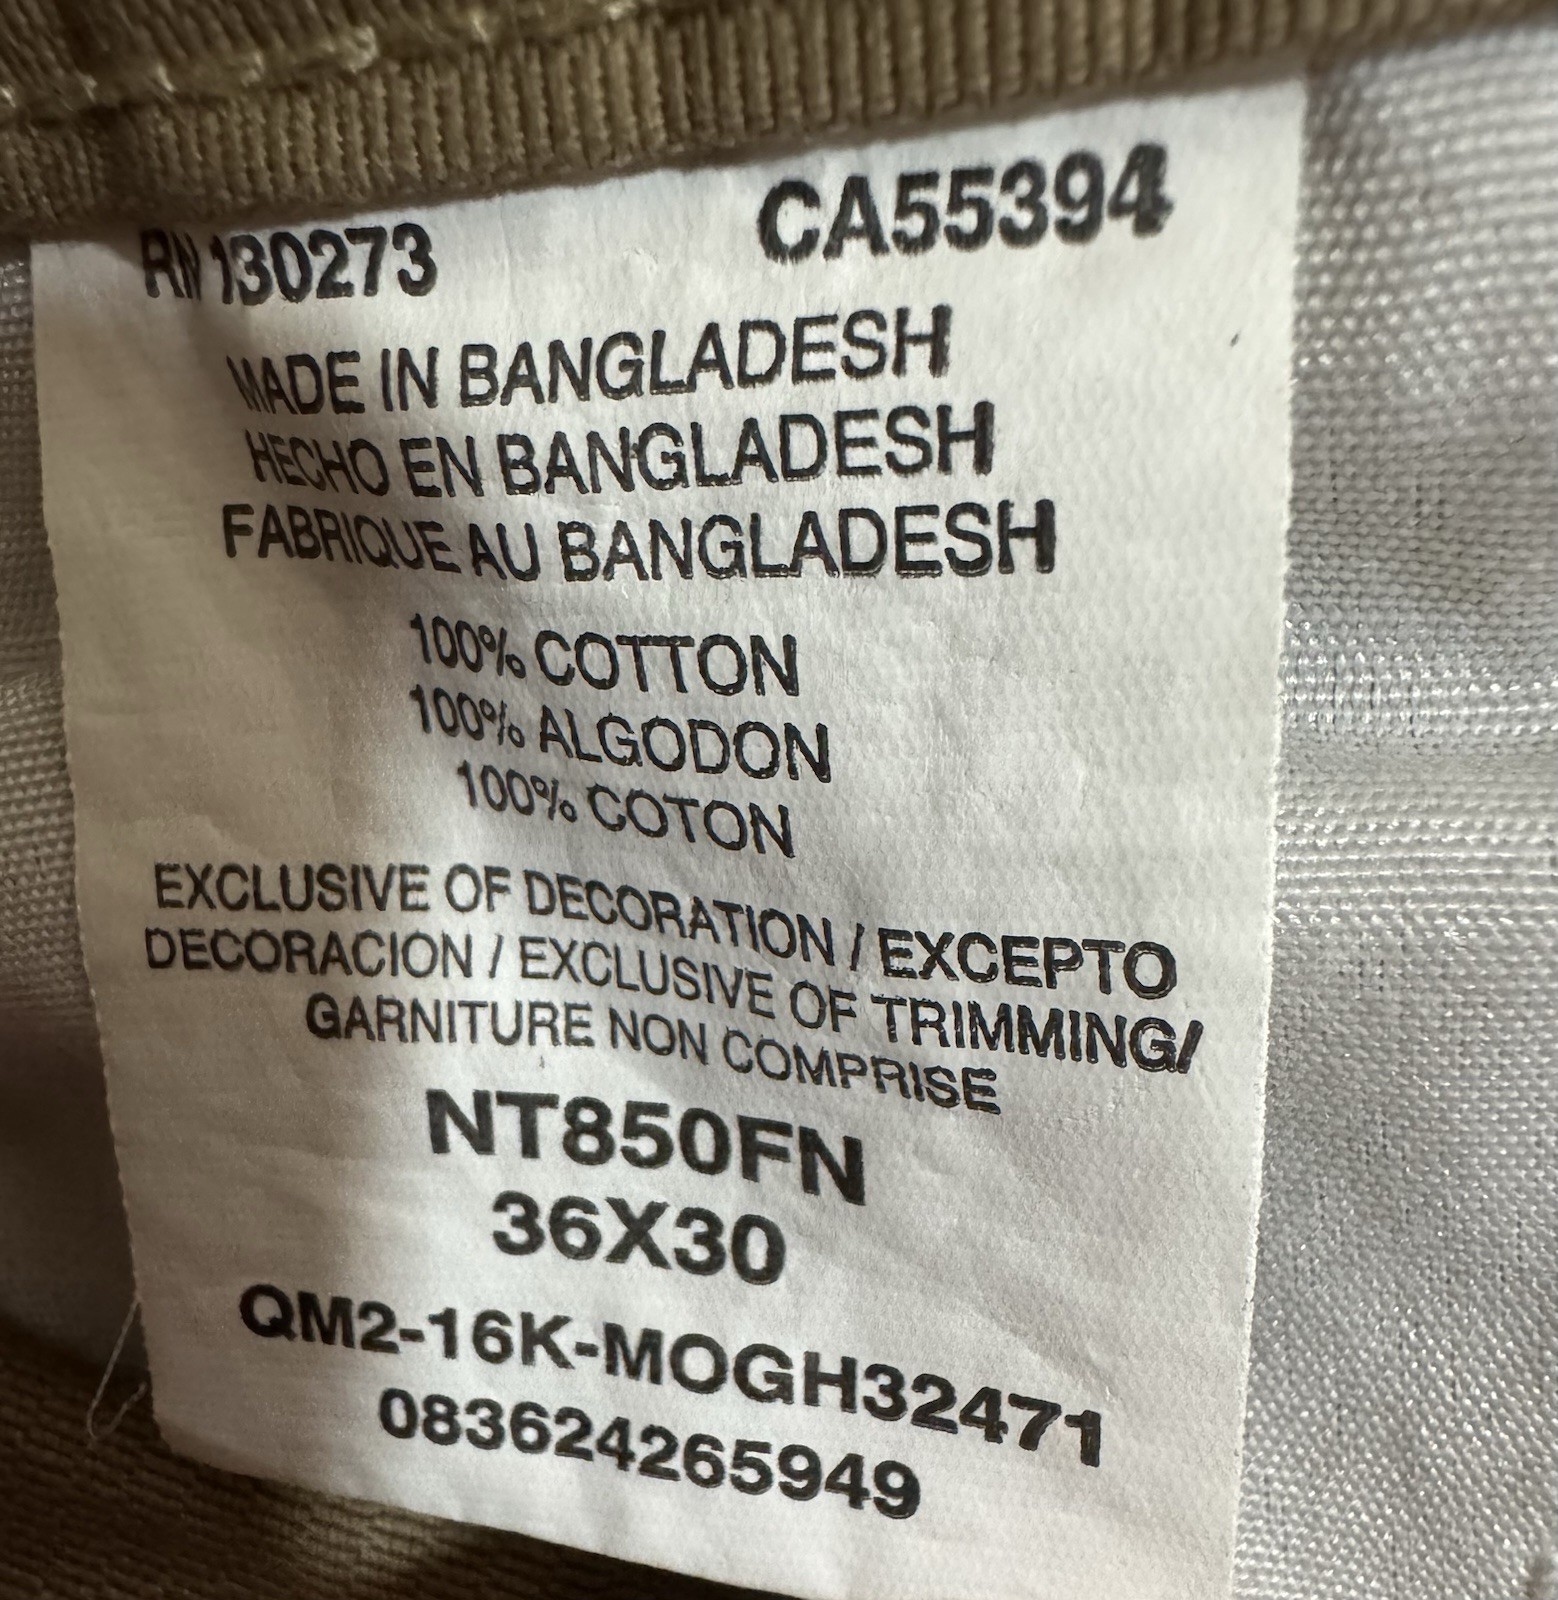 RN 130273 CA55394
MADE IN BANGLADESH
HECHO EN BANGLADESH
FABRIQUE AU BANGLADESH
100% COTTON
100% ALGODON
100% COTON
EXCLUSIVE OF DECORATION / EXCEPTO
DECORACION / EXCLUSIVE OF TRIMMING/
GARNITURE NON COMPRISE
NT850FN
36X30
QM2-16K-MOGH32471
083624265949